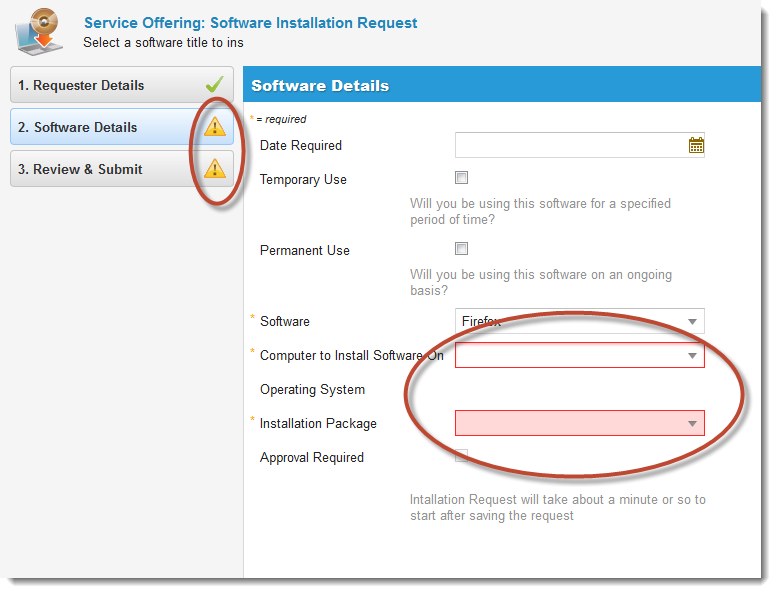 Service Offering: Software Installation Request
Select a software title to ins
1. Requester Details
2. Software Details
3. Review & Submit
Software Details
* = required
Date Required
Temporary Use
Will you be using this software for a specified
period of time?
Permanent Use
Will you be using this software on an ongoing
basis?
* Software
Firefox
* Computer to Install Software On
Operating System
* Installation Package
Approval Required
Intallation Request will take about a minute or so to
start after saving the request